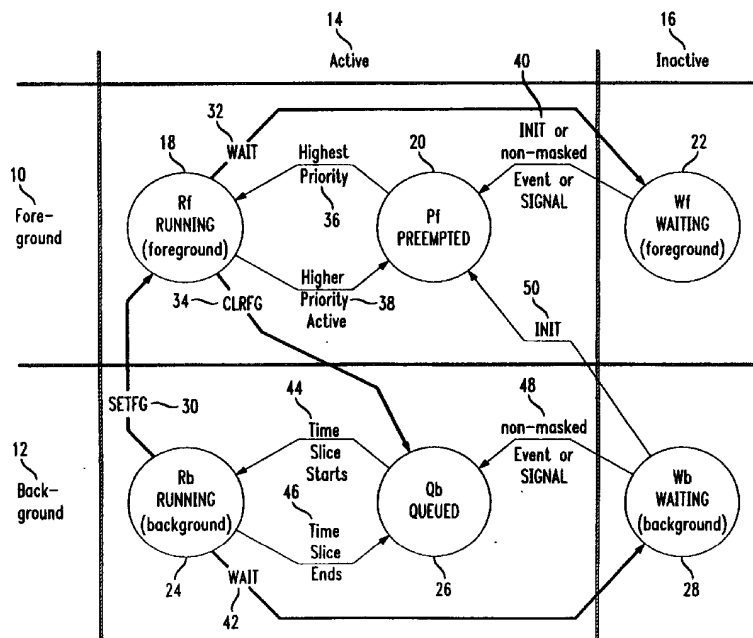 14
Active
16
Inactive
10
Fore-
ground
32
WAIT
18
Rf
RUNNING
(foreground)
Highest
Priority
36
20
Pf
PREEMPTED
40
INIT or
non-masked
Event or
SIGNAL
22
Wf
WAITING
(foreground)
34
CLRFG
Higher
Priority
Active
38
50
INIT
SETFG
30
12
Back-
ground
44
Time
Slice
Starts
48
non-masked
Event or
SIGNAL
Rb
RUNNING
(background)
24
46
Time
Slice
Ends
Qb
QUEUED
26
Wb
WAITING
(background)
28
WAIT
42